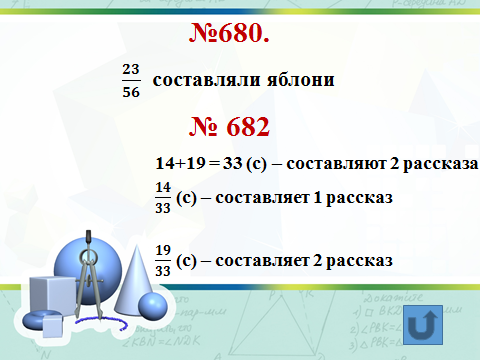 №680.
23/56 составляли яблони
№ 682
14+19 = 33 (с) – составляют 2 рассказа
14/33 (с) – составляет 1 рассказ
19/33 (с) – составляет 2 рассказ